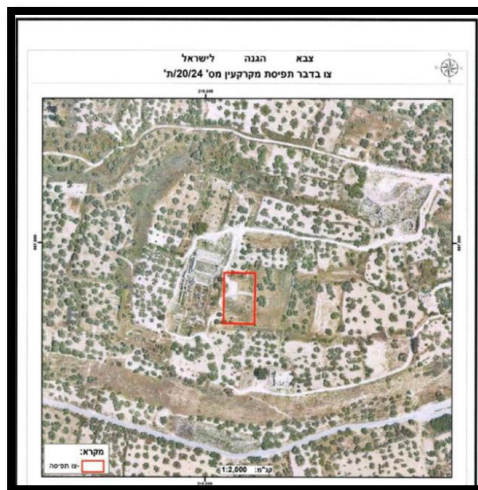 צבא הגנה לישראל
צו בדבר תפיסת מקרקעין מס' 20/24/ת'
מקרא:
צו תפיסה-
קנ"מ: 1:2,000